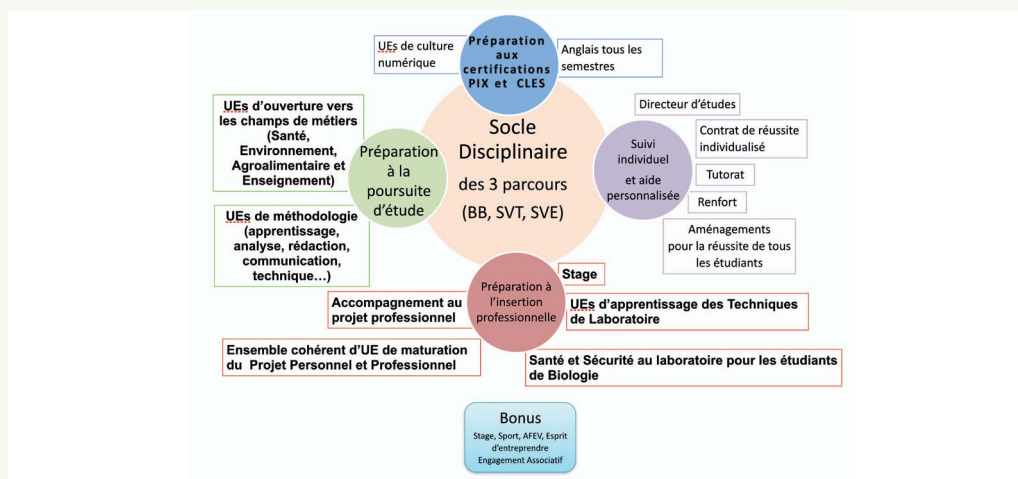 UEs de culture
numérique
Préparation
aux
certifications
PIX et CLES
Anglais tous les
semestres
UEs d'ouverture vers
les champs de métiers
(Santé,
Environnement,
Agroalimentaire et
Enseignement)
UEs de méthodologie
(apprentissage,
analyse, rédaction,
communication,
technique...)
Préparation
à la
poursuite
d'étude
Socle
Disciplinaire
des 3 parcours
(BB, SVT, SVE)
Suivi
individuel
et aide
personnalisée
Directeur d'études
Contrat de réussite
individualisé
Tutorat
Renfort
Aménagements
pour la réussite de tous
les étudiants
Préparation à
l'insertion
professionnelle
Stage
Accompagnement au
projet professionnel
UEs d'apprentissage des Techniques
de Laboratoire
Ensemble cohérent d'UE de maturation
du Projet Personnel et Professionnel
Santé et Sécurité au laboratoire pour les étudiants
de Biologie
Bonus
Stage, Sport, AFEV, Esprit
d'entreprendre
Engagement Associatif